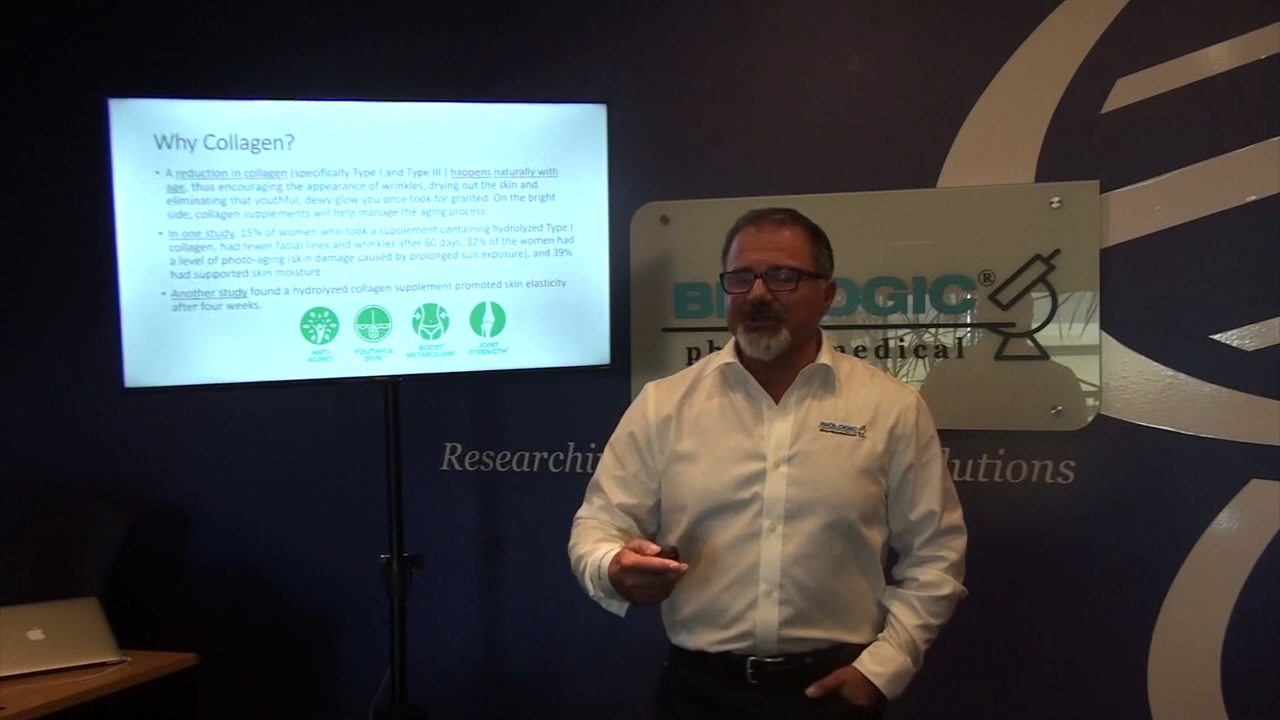 Why Collagen?
• A reduction in collagen (specifically Type I and Type III ) happens naturally with
age, thus encouraging the appearance of wrinkles, drying out the skin and
eliminating that youthful, dewy glow you once took for granted. On the bright
side, collagen supplements will help manage the aging process
• In one study, 15% of women who took a supplement containing hydrolyzed Type I
collagen, had fewer facial lines and wrinkles after 60 days, 32% of the women had
a level of photo-aging (skin damage caused by prolonged sun exposure), and 39%
had supported skin moisture
• Another study found a hydrolyzed collagen supplement promoted skin elasticity
after four weeks.
ANTI-
AGING!
YOUTHFUL
SKIN!
BOOST
METABOLISM!
JOINT
STRENGTH!
OGIC®
ph edical
Researchi lutions
BIOLOGIC